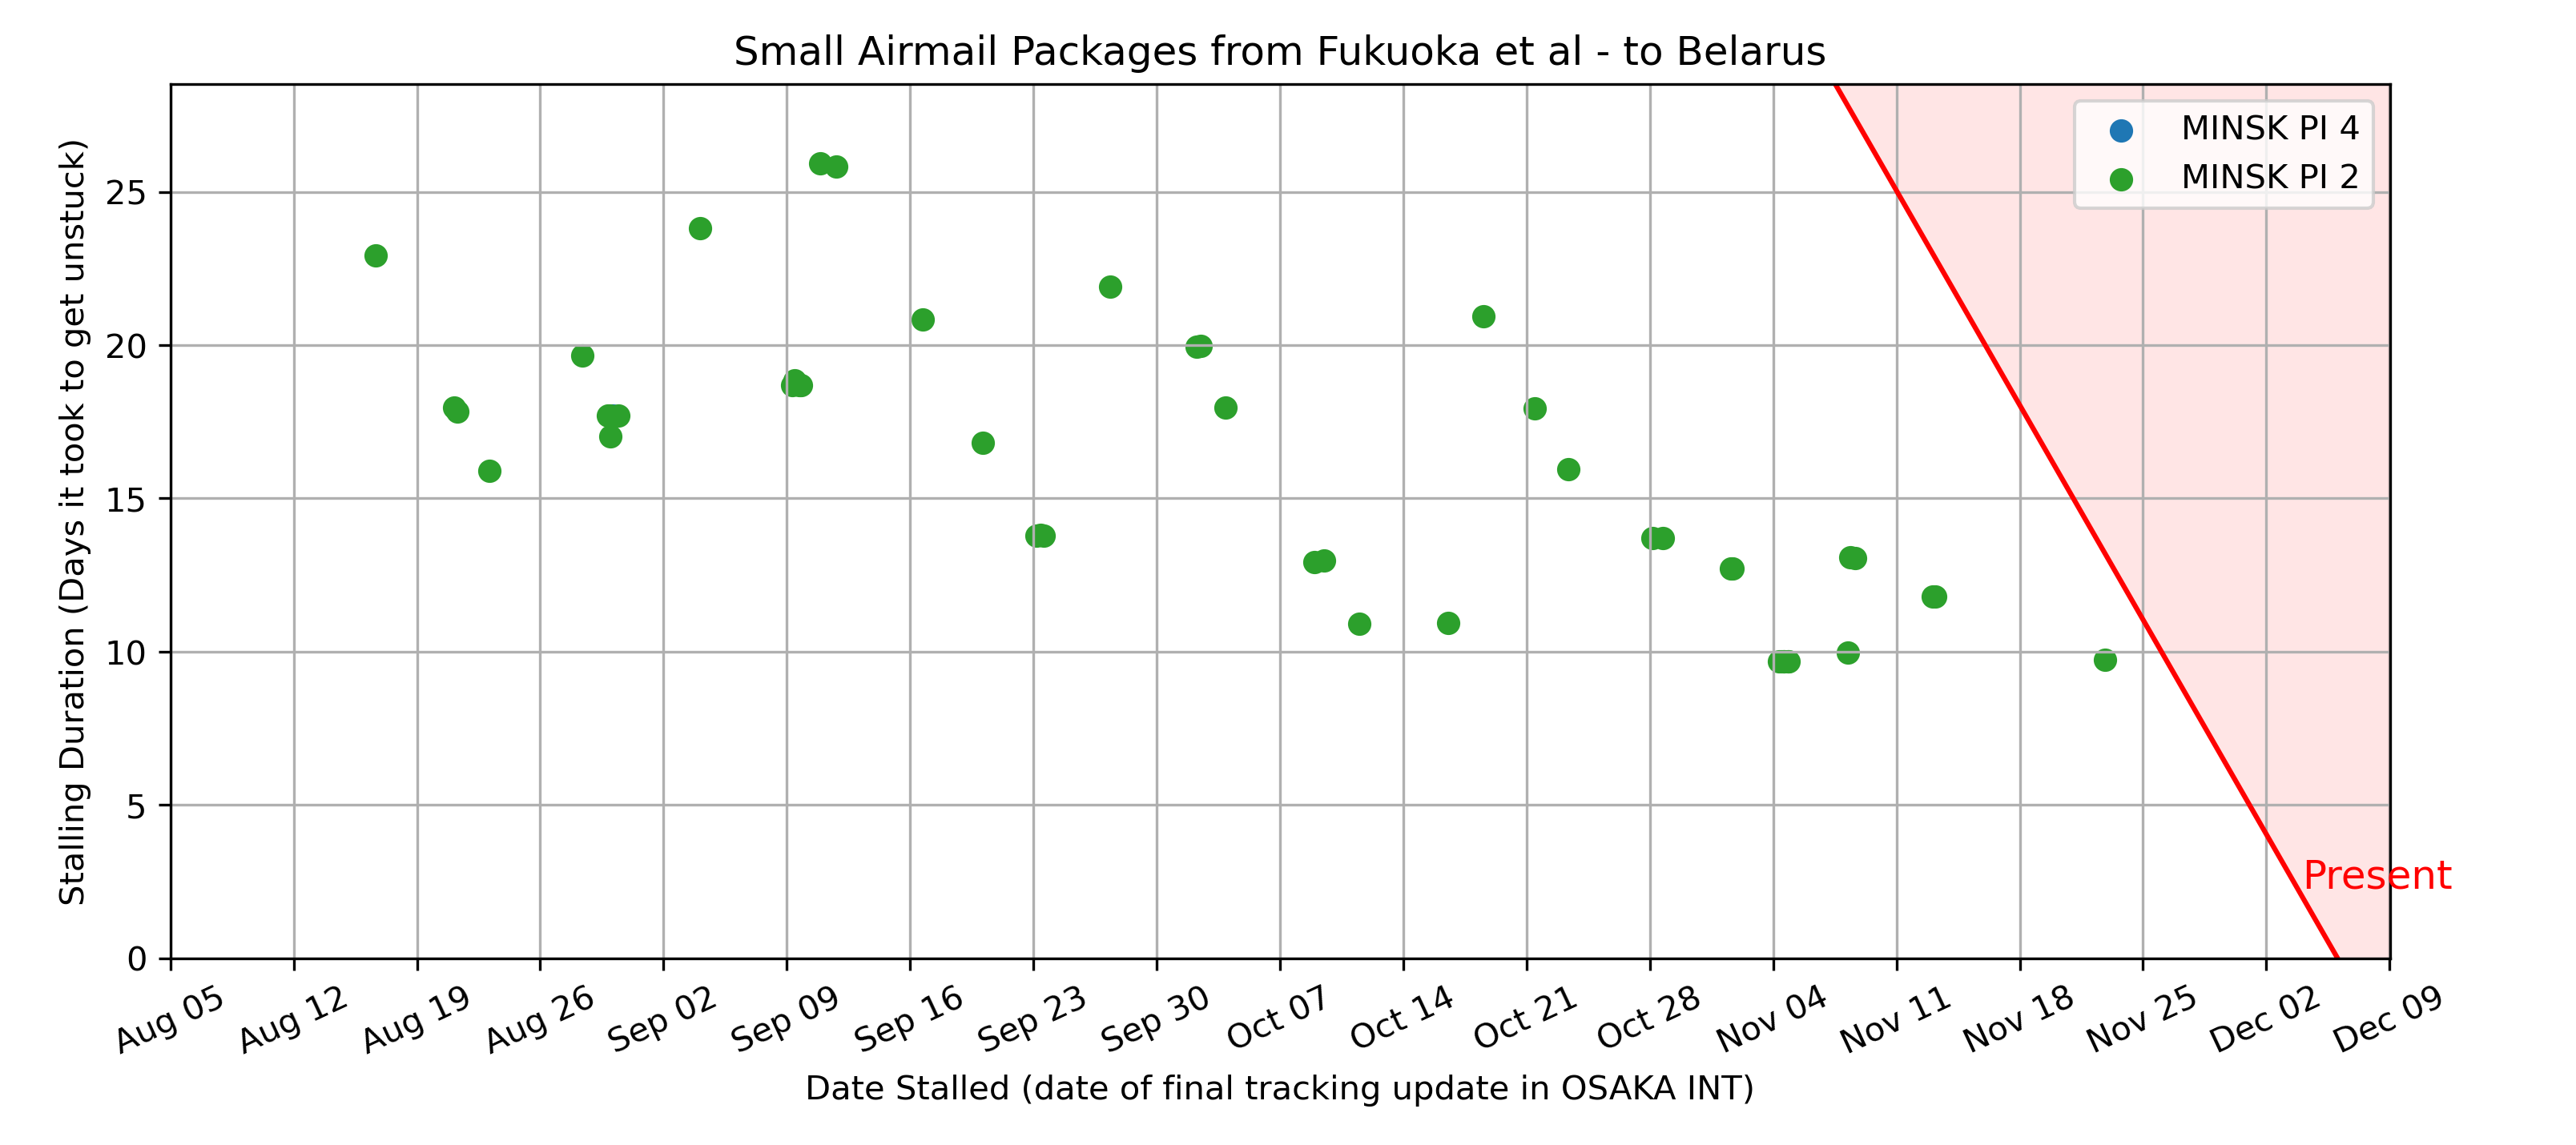 Small Airmail Packages from Fukuoka et al - to Belarus
MINSK PI 4
MINSK PI 2
Stalling Duration (Days it took to get unstuck)
25
20
15
10
5
0
Present
Aug 05
Aug 12
Aug 19
Aug 26
Sep 02
Sep 09
Sep 16
Sep 23
Sep 30
Oct 07
Oct 14
Oct 21
Oct 28
Nov 04
Nov 11
Nov 18
Nov 25
Dec 02
Dec 09
Date Stalled (date of final tracking update in OSAKA INT)